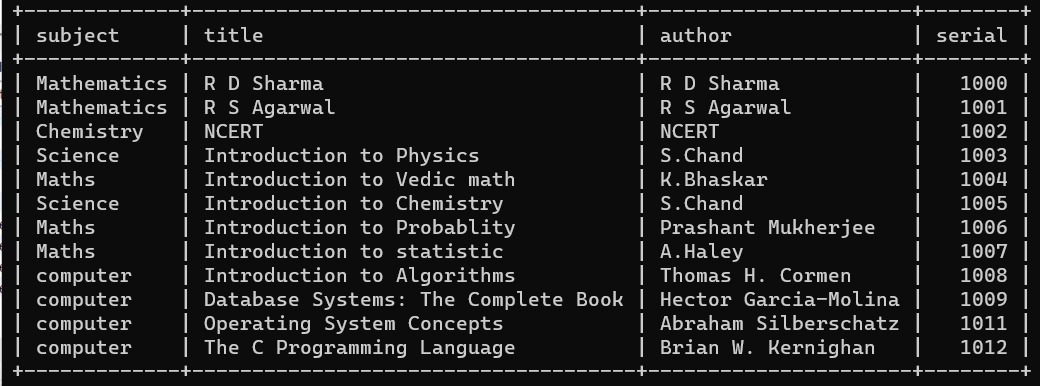 +-------------+-------------------------------------+----------------------+--------+
| subject     | title                               | author               | serial |
+-------------+-------------------------------------+----------------------+--------+
| Mathematics | R D Sharma                          | R D Sharma           |   1000 |
| Mathematics | R S Agarwal                         | R S Agarwal          |   1001 |
| Chemistry   | NCERT                               | NCERT                |   1002 |
| Science     | Introduction to Physics             | S.Chand              |   1003 |
| Maths       | Introduction to Vedic math          | K.Bhaskar            |   1004 |
| Science     | Introduction to Chemistry           | S.Chand              |   1005 |
| Maths       | Introduction to Probablity          | Prashant Mukherjee   |   1006 |
| Maths       | Introduction to statistic           | A.Haley              |   1007 |
| computer    | Introduction to Algorithms          | Thomas H. Cormen     |   1008 |
| computer    | Database Systems: The Complete Book | Hector Garcia-Molina |   1009 |
| computer    | Operating System Concepts           | Abraham Silberschatz |   1011 |
| computer    | The C Programming Language          | Brian W. Kernighan   |   1012 |
+-------------+-------------------------------------+----------------------+--------+